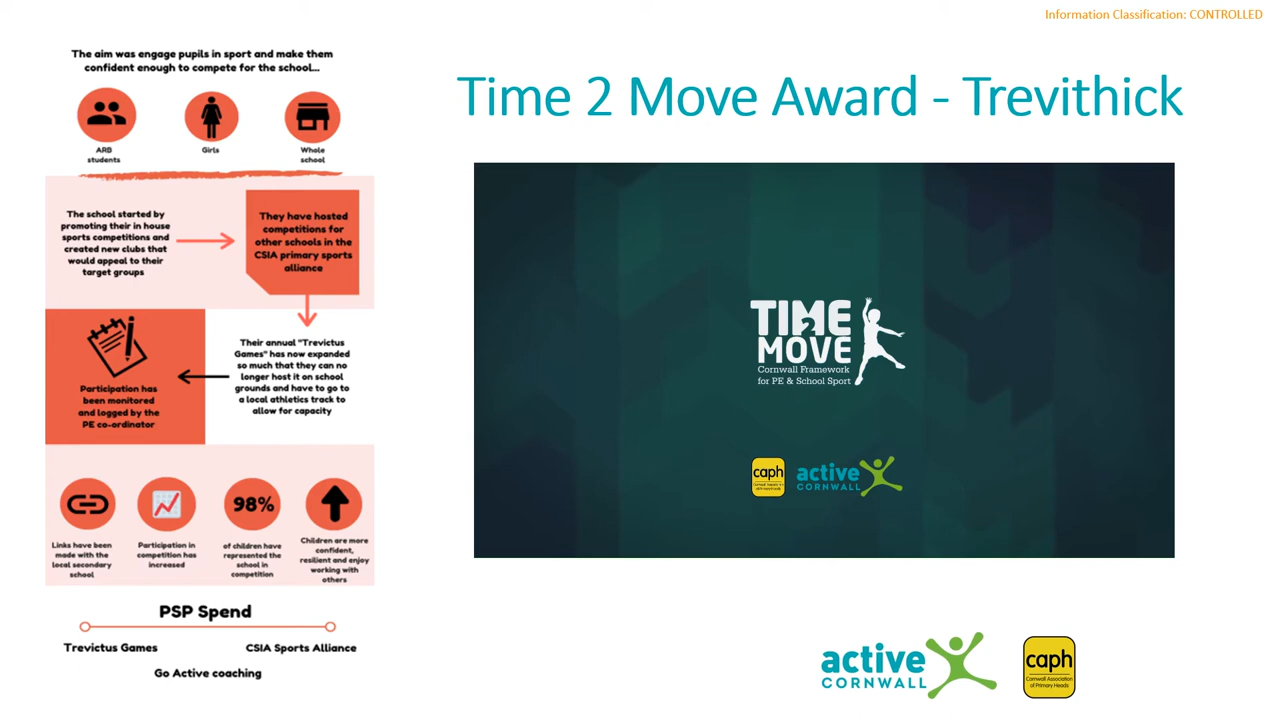 Information Classification: CONTROLLED
The aim was engage pupils in sport and make them
confident enough to compete for the school...
ARB
students
Girls
Whole
school
The school started by
promoting their in house
sports competitions and
created new clubs that
would appeal to their
target groups
They have hosted
competitions for
other schools in the
CSIA primary sports
alliance
Their annual "Trevictus
Games" has now expanded
so much that they can no
longer host it on school
grounds and have to go to
a local athletics track to
allow for capacity
Participation has
been monitored
and logged by the
PE co-ordinator
Links have been
made with the
local secondary
school
Participation in
competition has
increased
98%
of children have
represented the
school in
competition
Children are more
confident,
resilient and enjoy
working with
others
PSP Spend
Trevictus Games
CSIA Sports Alliance
Go Active coaching
Time 2 Move Award - Trevithick
TIME
2
MOVE
Cornwall Framework
for PE & School Sport
caph
active
CORNWALL
active
CORNWALL
caph
Cornwall Association
of Primary Heads